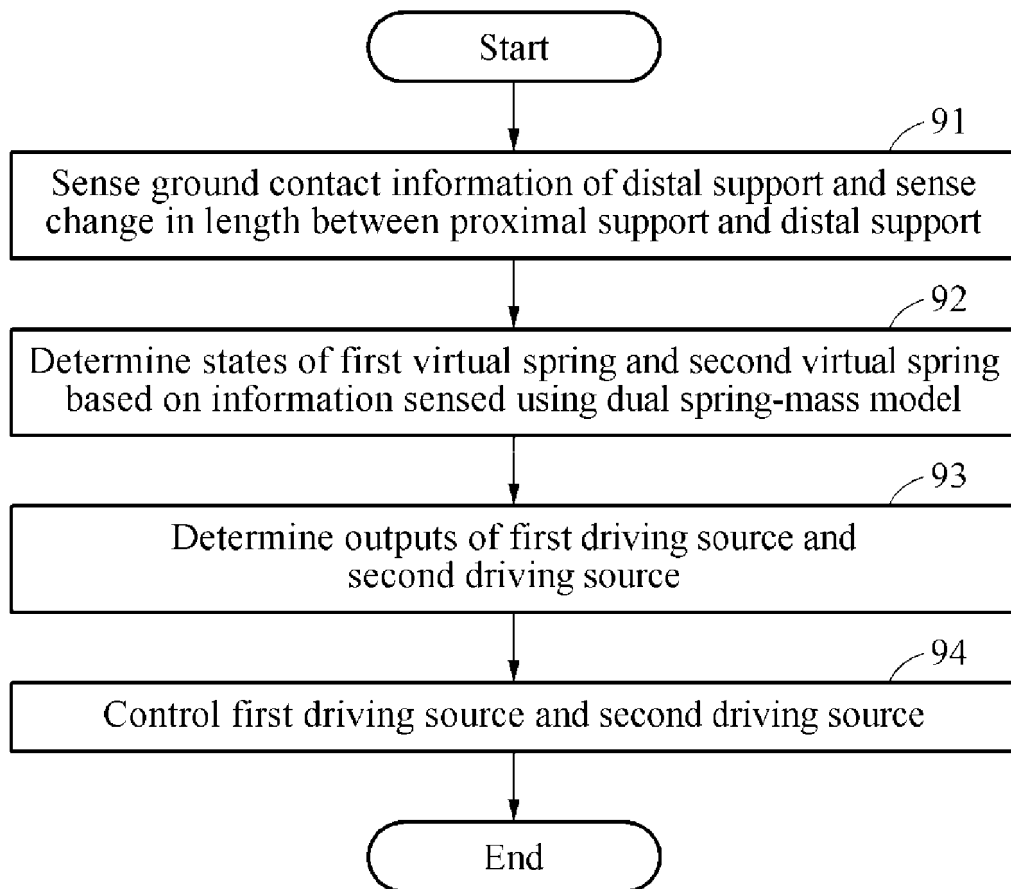 Start
91
Sense ground contact information of distal support and sense
change in length between proximal support and distal support
92
Determine states of first virtual spring and second virtual spring
based on information sensed using dual spring-mass model
93
Determine outputs of first driving source and
second driving source
94
Control first driving source and second driving source
End